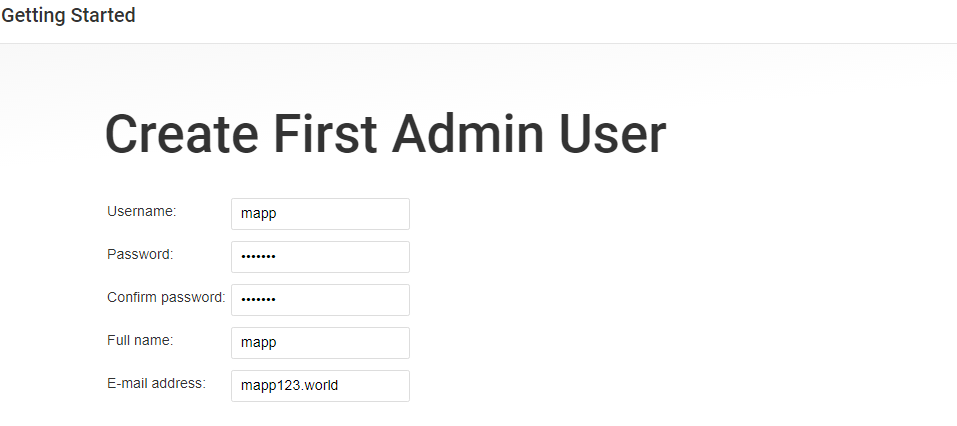 Getting Started
Create First Admin User
Username: mapp
Password: •••••••
Confirm password: •••••••
Full name: mapp
E-mail address: mapp123.world